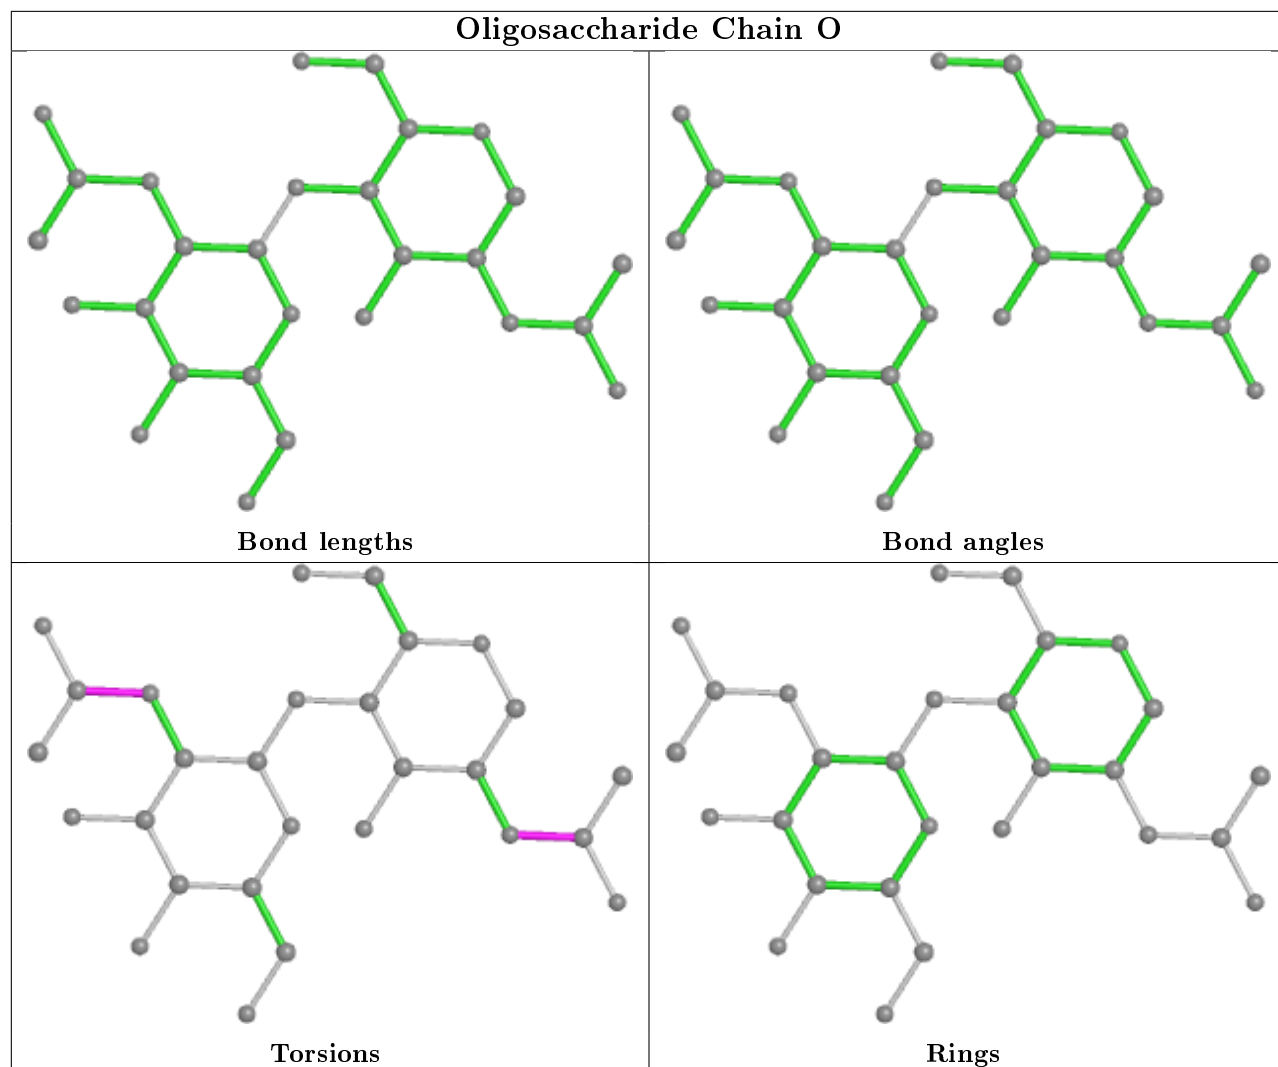 Oligosaccharide Chain O
Bond lengths
Bond angles
Torsions
Rings